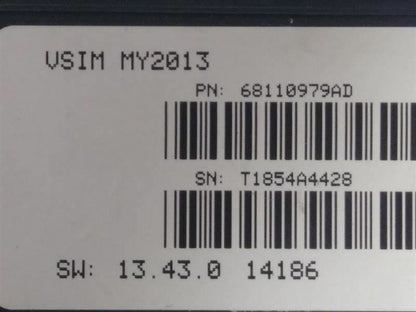 VSIM MY2013
PN: 68110979AD
SN: T1854A4428
SW: 13.43.0 14186